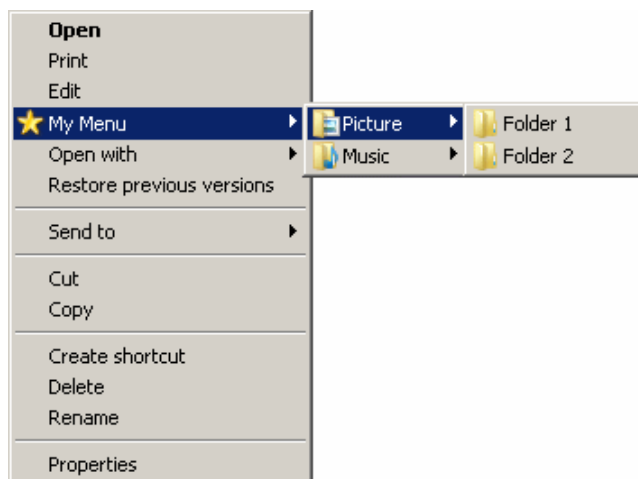 Open
Print
Edit
My Menu
Open with
Restore previous versions
Send to
Cut
Copy
Create shortcut
Delete
Rename
Properties
Picture
Music
Folder 1
Folder 2